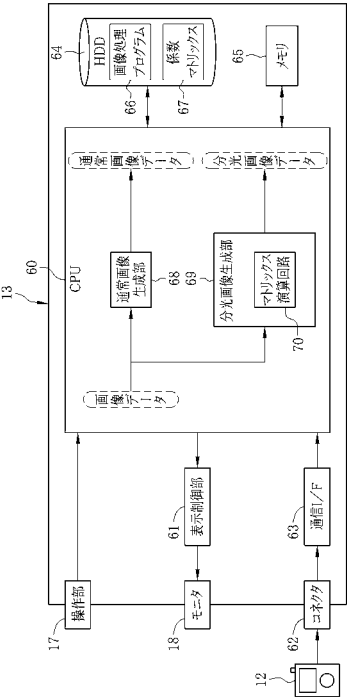 13
60
CPU
64
HDD
画像処理
プログラム
66
係数
マトリックス
67
65
メモリ
通常画像データ
分光画像データ
通常画像
生成部
68
69
分光画像生成部
マトリックス
演算回路
70
画像データ
61
表示制御部
63
通信I/F
17
操作部
18
モニタ
62
コネクタ
12